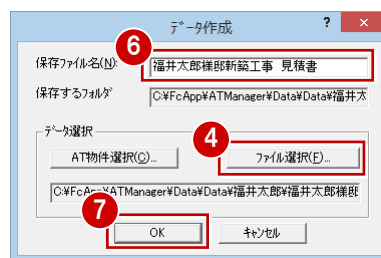 ﾃﾞｰﾀ作成 ? ×
6
保存ﾌｧｲﾙ名(N): 福井太郎様邸新築工事 見積書
保存するﾌｫﾙﾀﾞ C:¥FcApp¥ATManager¥Data¥Data¥福井太
ﾃﾞｰﾀ選択
4
AT物件選択(C)... ﾌｧｲﾙ選択(F)...
C:¥FcApp¥ATManager¥Data¥Data¥福井太郎¥福井太郎様邸
7
OK ｷｬﾝｾﾙ